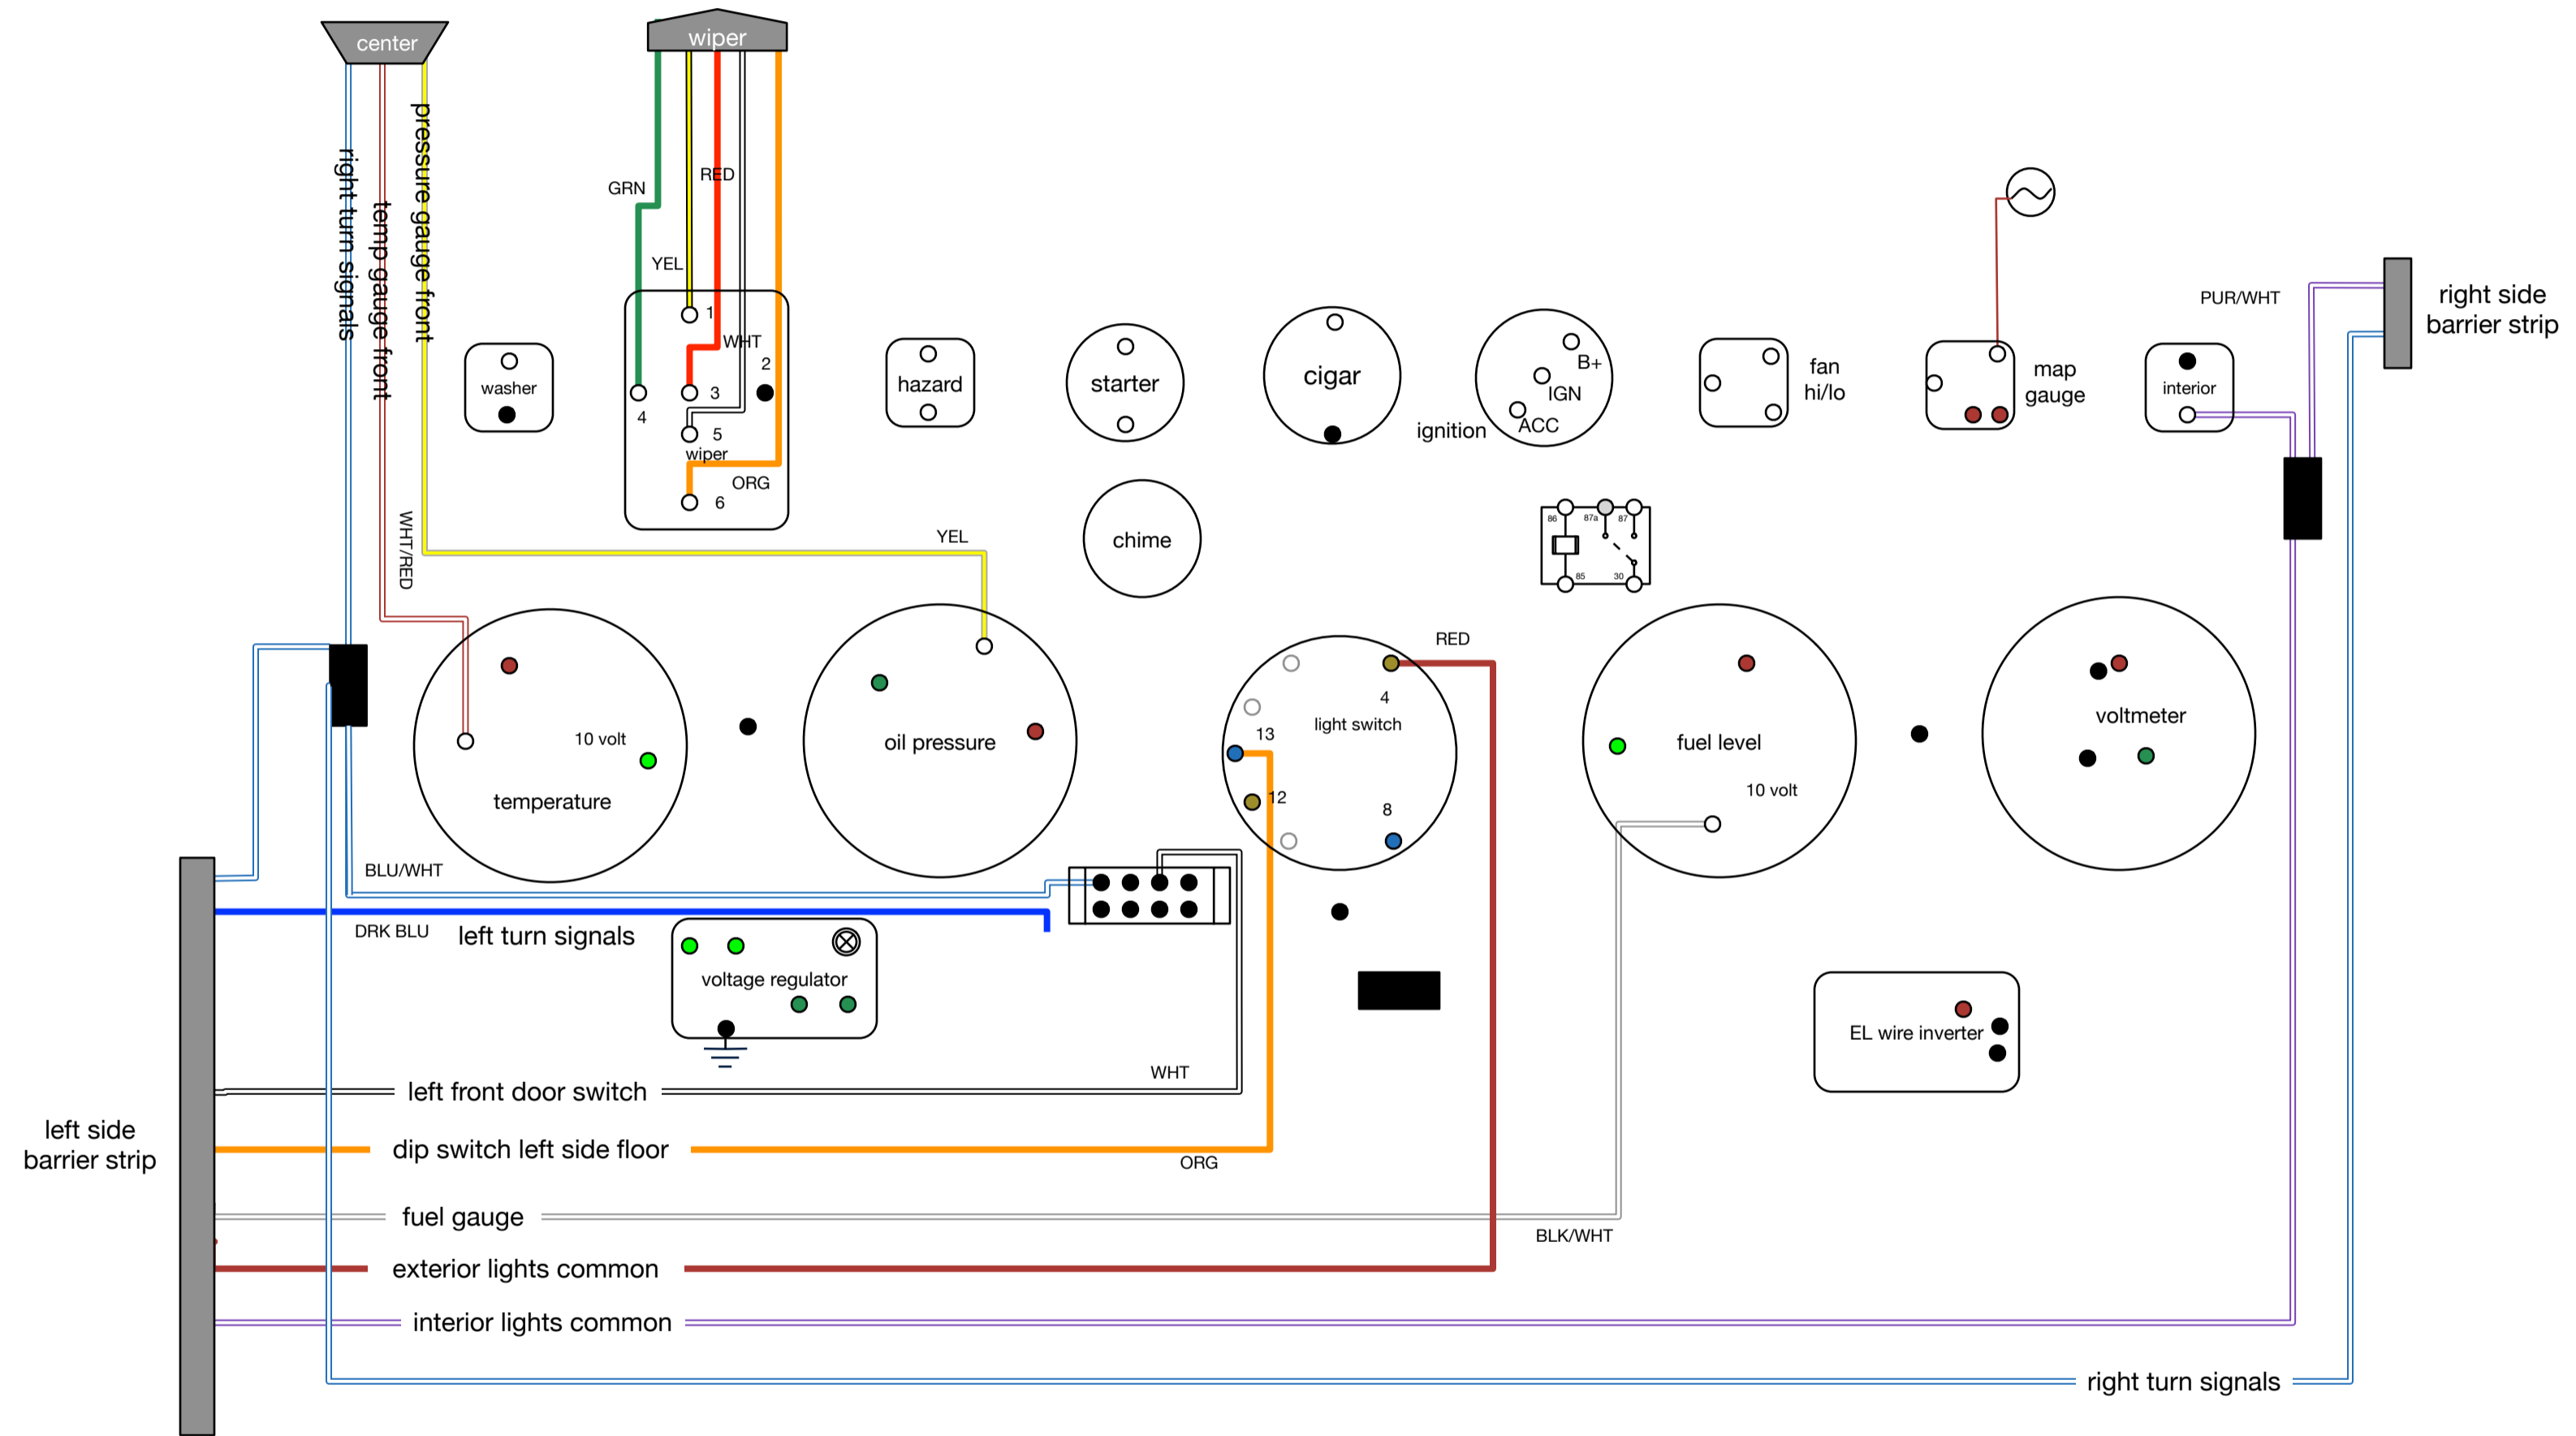 center
wiper
pressure gauge front
right turn signals
temp gauge front
GRN
RED
YEL
1
WHT
2
3
4
5
wiper
ORG
6
washer
hazard
starter
cigar
B+
IGN
ACC
ignition
fan
hi/lo
map
gauge
interior
PUR/WHT
right side
barrier strip
WHT/RED
YEL
chime
86
87a
87
85
30
RED
4
light switch
13
12
8
10 volt
temperature
oil pressure
fuel level
10 volt
voltmeter
BLU/WHT
DRK BLU
left turn signals
voltage regulator
EL wire inverter
WHT
left front door switch
left side
barrier strip
dip switch left side floor
ORG
fuel gauge
BLK/WHT
exterior lights common
interior lights common
right turn signals